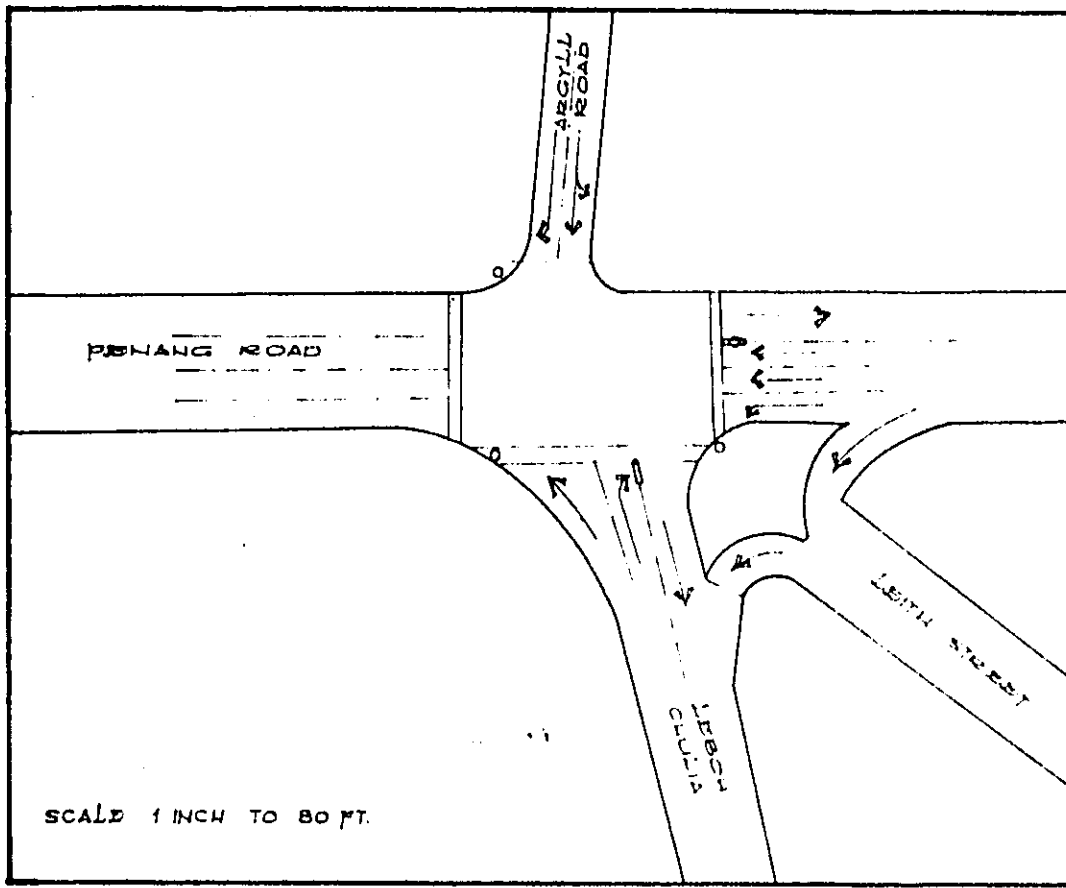 ARGYLL
ROAD
PENANG ROAD
LEITH STREET
LEBOH
CHULIA
SCALE 1 INCH TO 80 FT.